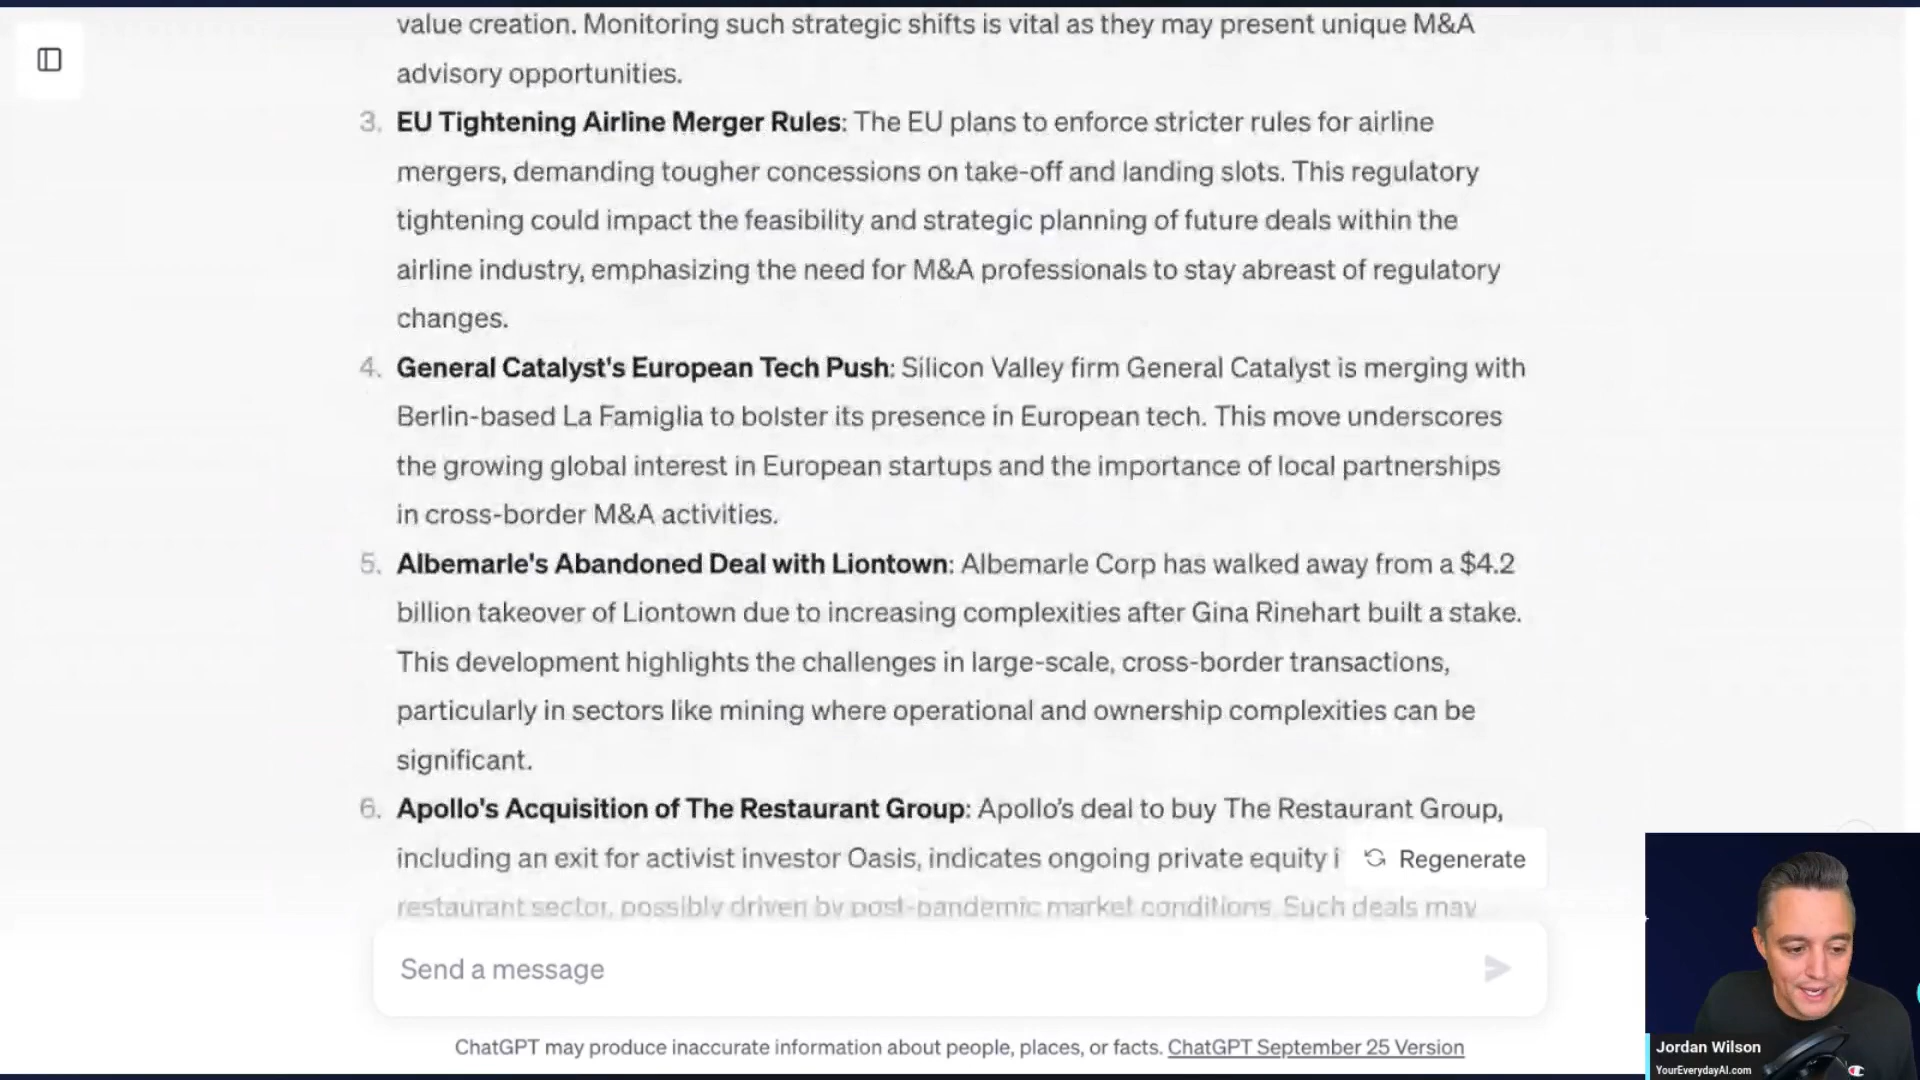 value creation. Monitoring such strategic shifts is vital as they may present unique M&A
advisory opportunities.
3. EU Tightening Airline Merger Rules: The EU plans to enforce stricter rules for airline
mergers, demanding tougher concessions on take-off and landing slots. This regulatory
tightening could impact the feasibility and strategic planning of future deals within the
airline industry, emphasizing the need for M&A professionals to stay abreast of regulatory
changes.
4. General Catalyst's European Tech Push: Silicon Valley firm General Catalyst is merging with
Berlin-based La Famiglia to bolster its presence in European tech. This move underscores
the growing global interest in European startups and the importance of local partnerships
in cross-border M&A activities.
5. Albemarle's Abandoned Deal with Liontown: Albemarle Corp has walked away from a $4.2
billion takeover of Liontown due to increasing complexities after Gina Rinehart built a stake.
This development highlights the challenges in large-scale, cross-border transactions,
particularly in sectors like mining where operational and ownership complexities can be
significant.
6. Apollo's Acquisition of The Restaurant Group: Apollo’s deal to buy The Restaurant Group,
including an exit for activist investor Oasis, indicates ongoing private equity i
Regenerate
restaurant sector, possibly driven by post-pandemic market conditions. Such deals may
Send a message
ChatGPT may produce inaccurate information about people, places, or facts. ChatGPT September 25 Version
Jordan Wilson
YourEverydayAI.com